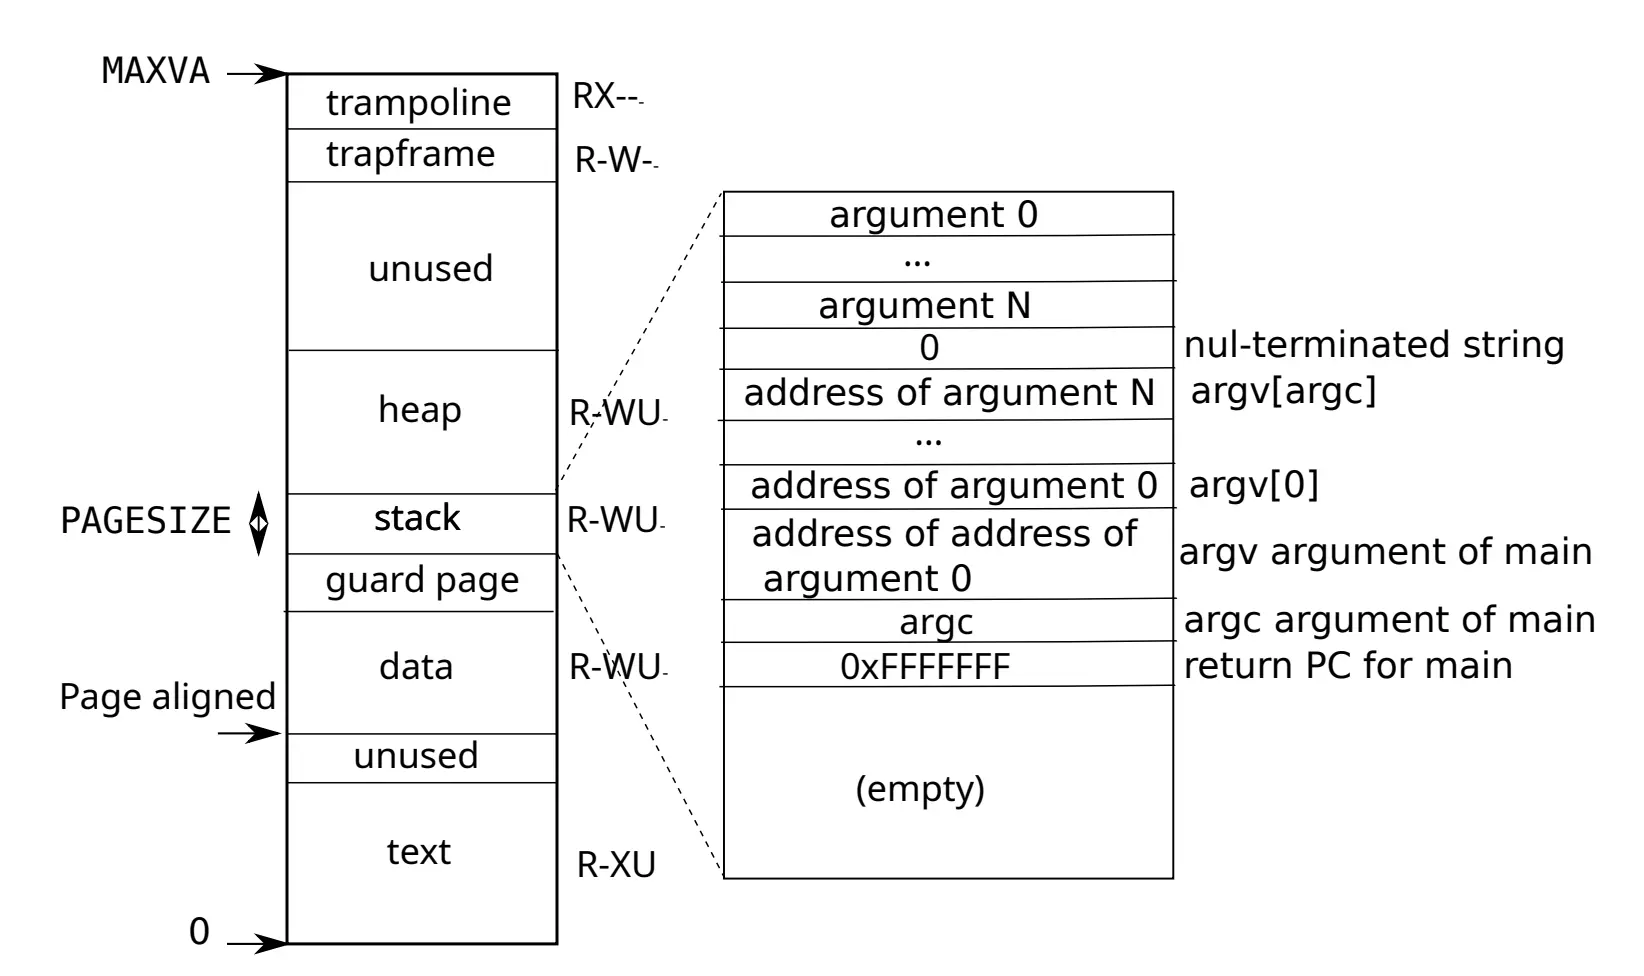 MAXVA
trampoline
RX---
trapframe
R-W--
unused
heap
R-WU-
PAGESIZE
stack
R-WU-
guard page
data
R-WU-
Page aligned
unused
text
R-XU
0
argument 0
...
argument N
0
nul-terminated string
address of argument N
argv[argc]
...
address of argument 0
argv[0]
address of address of
argument 0
argv argument of main
argc
argc argument of main
0xFFFFFFF
return PC for main
(empty)